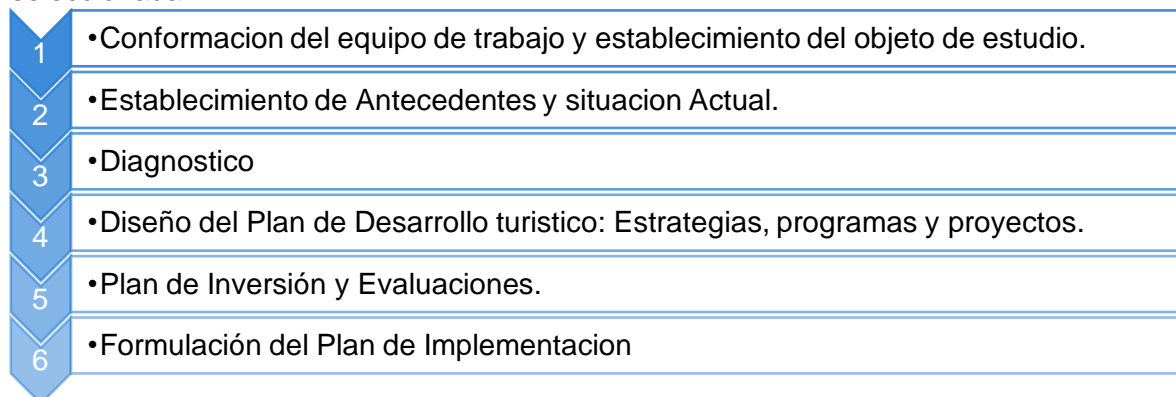 1
•Conformacion del equipo de trabajo y establecimiento del objeto de estudio.
2
•Establecimiento de Antecedentes y situacion Actual.
3
•Diagnostico
4
•Diseño del Plan de Desarrollo turistico: Estrategias, programas y proyectos.
5
•Plan de Inversión y Evaluaciones.
6
•Formulación del Plan de Implementacion